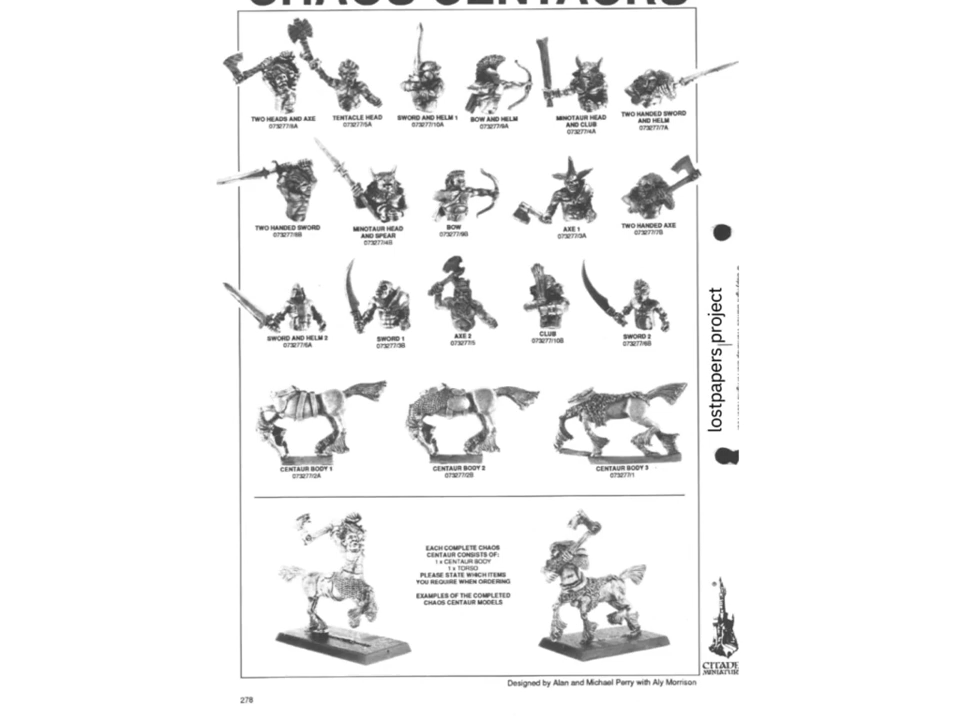 CHAOS CENTAURS
TWO HEADS AND AXE
073277/8A
TENTACLE HEAD
073277/5A
SWORD AND HELM 1
073277/10A
BOW AND HELM
073277/9A
MINOTAUR HEAD
AND CLUB
073277/4A
TWO HANDED SWORD
AND HELM
073277/7A
TWO HANDED SWORD
073277/8B
MINOTAUR HEAD
AND SPEAR
073277/4B
BOW
073277/9B
AXE 1
073277/3A
TWO HANDED AXE
073277/7B
SWORD AND HELM 2
073277/6A
SWORD 1
073277/3B
AXE 2
073277/5
CLUB
073277/10B
SWORD 2
073277/6B
CENTAUR BODY 1
073277/2A
CENTAUR BODY 2
073277/2B
CENTAUR BODY 3
073277/1
EACH COMPLETE CHAOS
CENTAUR CONSISTS OF:
1 x CENTAUR BODY
1 x TORSO
PLEASE STATE WHICH ITEMS
YOU REQUIRE WHEN ORDERING
EXAMPLES OF THE COMPLETED
CHAOS CENTAUR MODELS
lostpapers project
CITADE
MINIATUR
Designed by Alan and Michael Perry with Aly Morrison
278